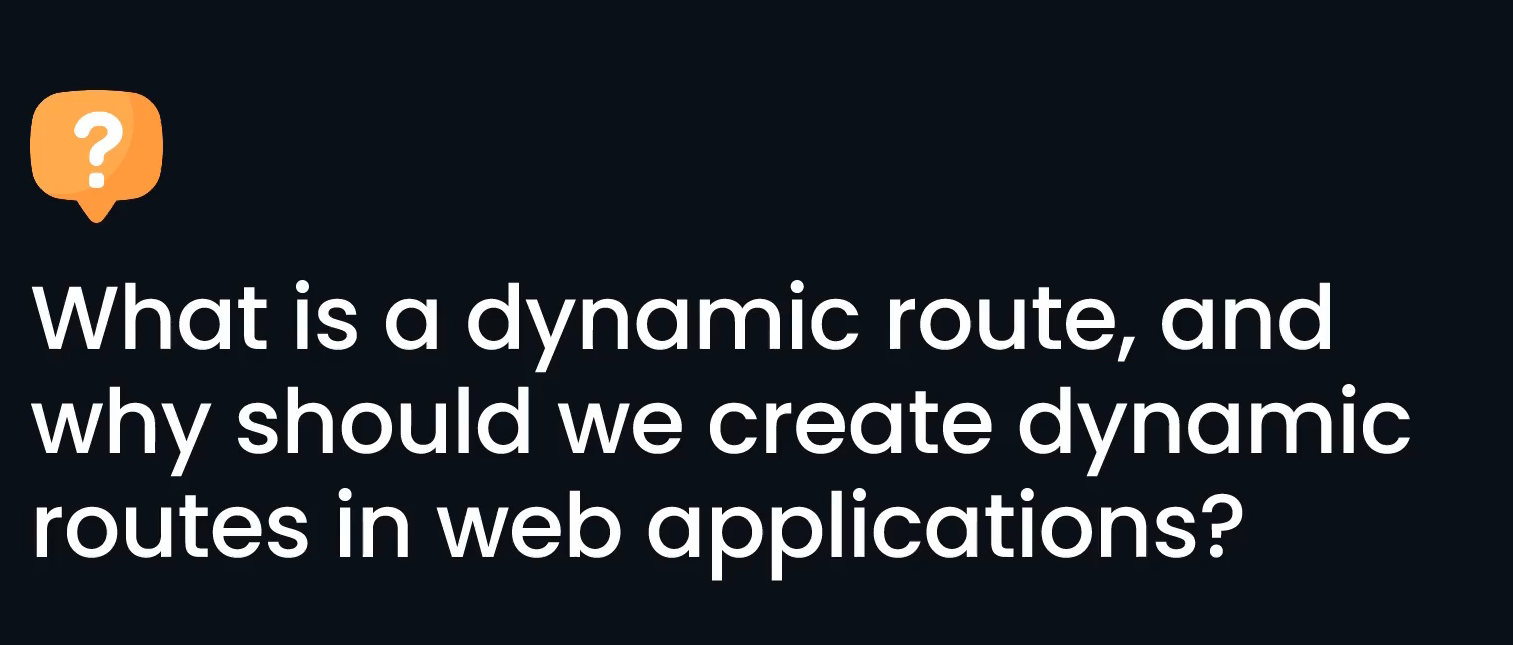 ?
What is a dynamic route, and
why should we create dynamic
routes in web applications?